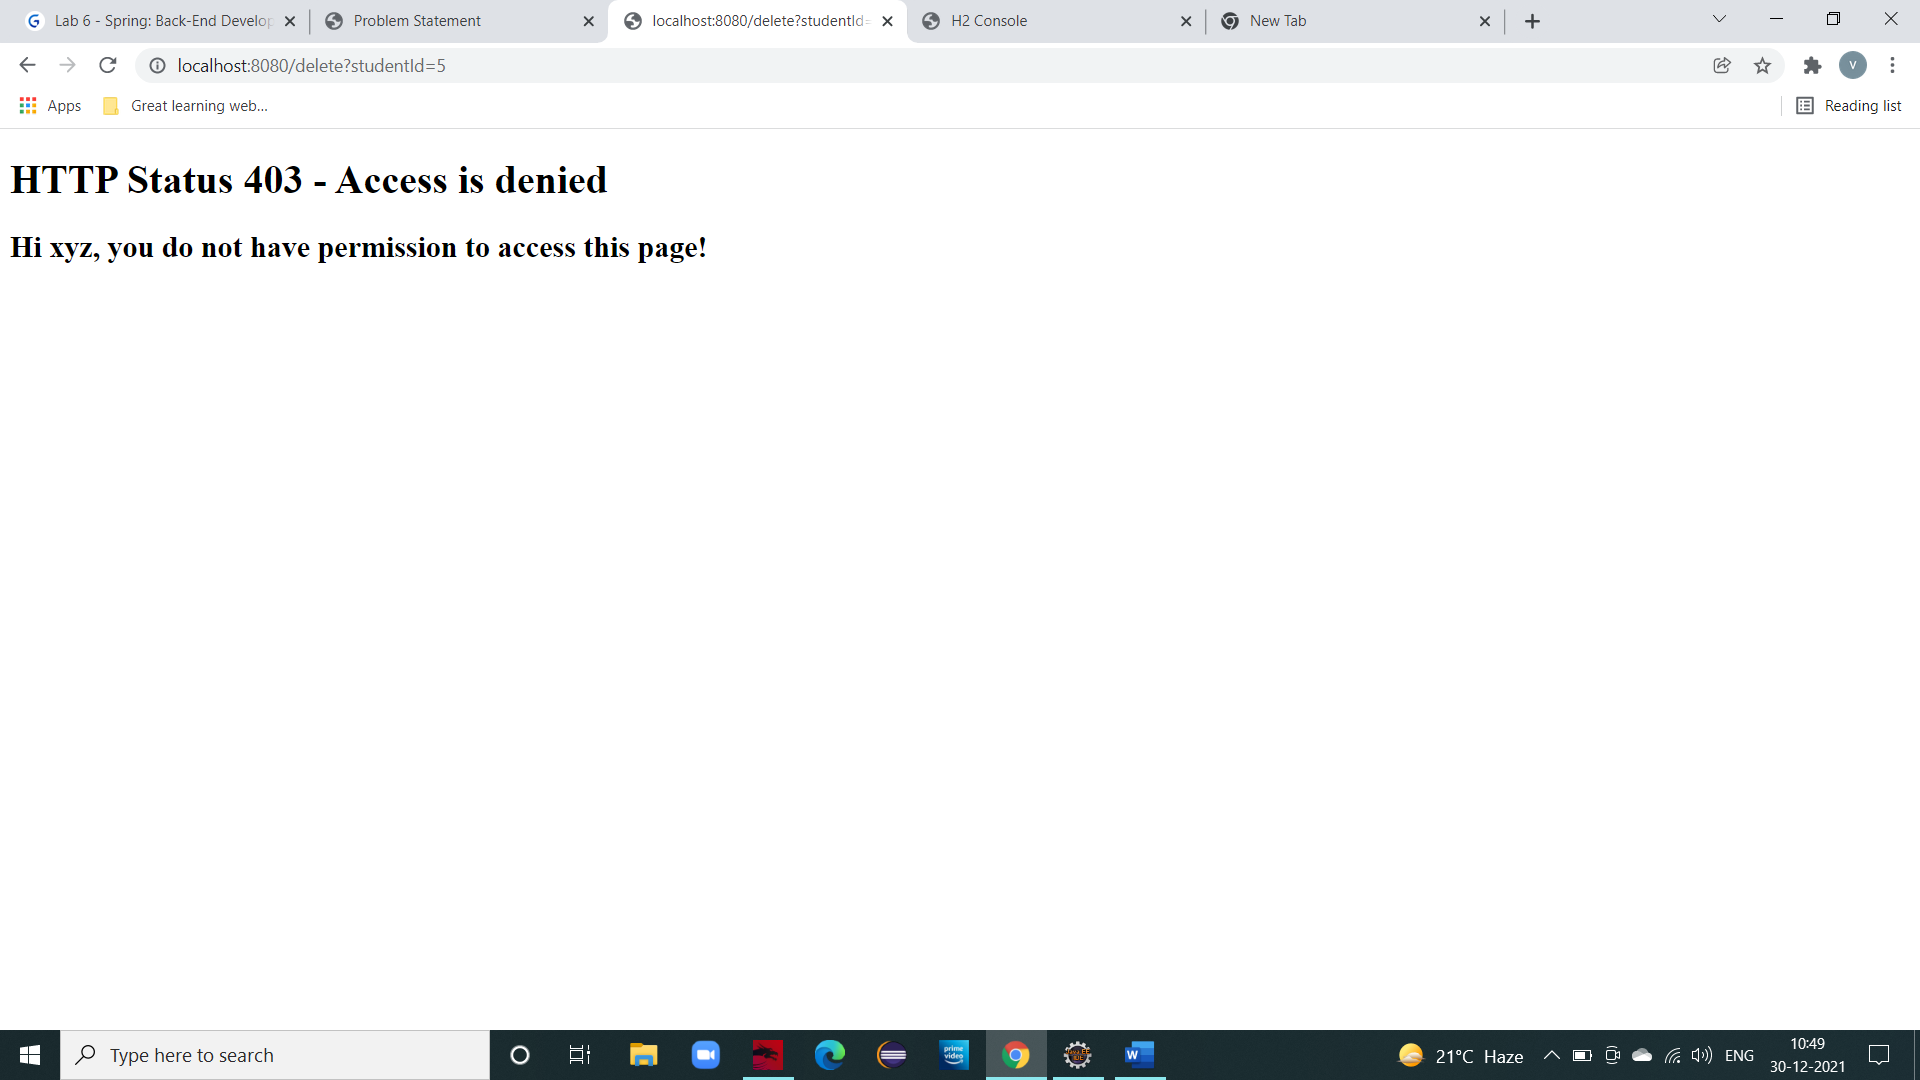 Lab 6 - Spring: Back-End Develop
Problem Statement
localhost:8080/delete?studentId=
H2 Console
New Tab
localhost:8080/delete?studentId=5
V
Apps
Great learning web...
Reading list
HTTP Status 403 - Access is denied
Hi xyz, you do not have permission to access this page!
Type here to search
prime
video
W
21°C Haze
ENG
10:49
30-12-2021